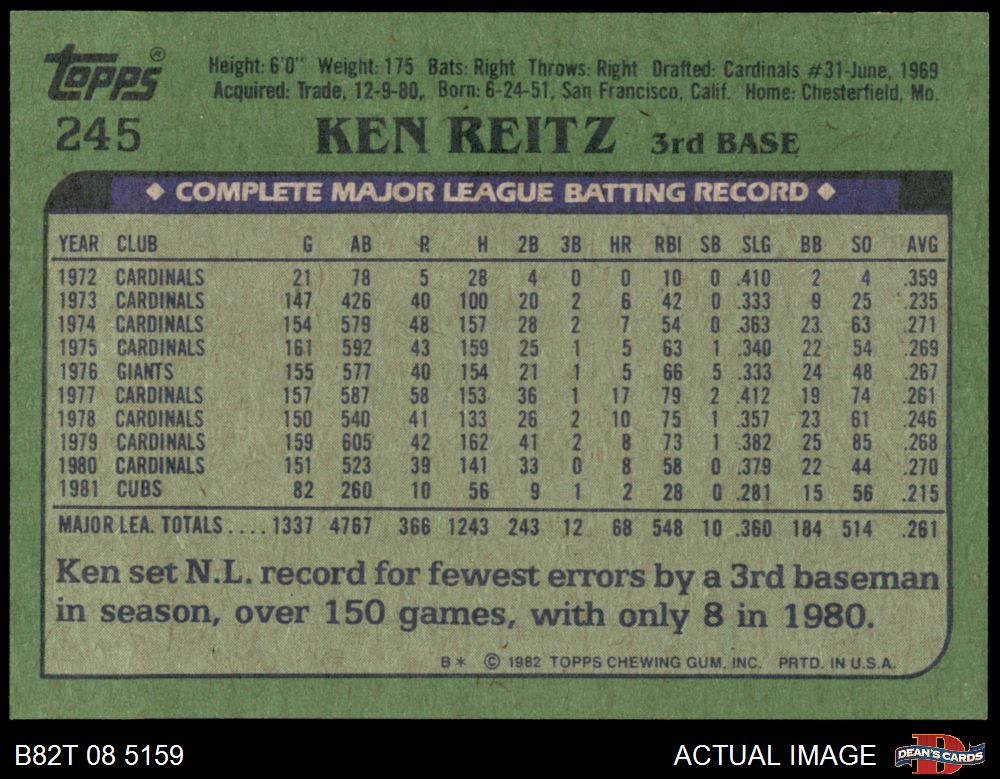 Topps®
Height: 6'0" Weight: 175 Bats: Right Throws: Right Drafted: Cardinals #31-June, 1969
Acquired: Trade, 12-9-80, Born: 6-24-51, San Francisco, Calif. Home: Chesterfield, Mo.
245 KEN REITZ 3rd BASE
◆ COMPLETE MAJOR LEAGUE BATTING RECORD ◆
YEAR CLUB G AB R H 2B 3B HR RBI SB SLG BB SO AVG
1972 CARDINALS 21 78 5 28 4 0 0 10 0 .410 2 4 .359
1973 CARDINALS 147 426 40 100 20 2 6 42 0 .333 9 25 .235
1974 CARDINALS 154 579 48 157 28 2 7 54 0 .363 23 63 .271
1975 CARDINALS 161 592 43 159 25 1 5 63 1 .340 22 54 .269
1976 GIANTS 155 577 40 154 21 1 5 66 5 .333 24 48 .267
1977 CARDINALS 157 587 58 153 36 1 17 79 2 .412 19 74 .261
1978 CARDINALS 150 540 41 133 26 2 10 75 1 .357 23 61 .246
1979 CARDINALS 159 605 42 162 41 2 8 73 1 .382 25 85 .268
1980 CARDINALS 151 523 39 141 33 0 8 58 0 .379 22 44 .270
1981 CUBS 82 260 10 56 9 1 2 28 0 .281 15 56 .215
MAJOR LEA. TOTALS .... 1337 4767 366 1243 243 12 68 548 10 .360 184 514 .261
Ken set N.L. record for fewest errors by a 3rd baseman
in season, over 150 games, with only 8 in 1980.
B* © 1982 TOPPS CHEWING GUM, INC. PRTD. IN U.S.A.
B82T 08 5159 ACTUAL IMAGE D DEAN'S CARDS